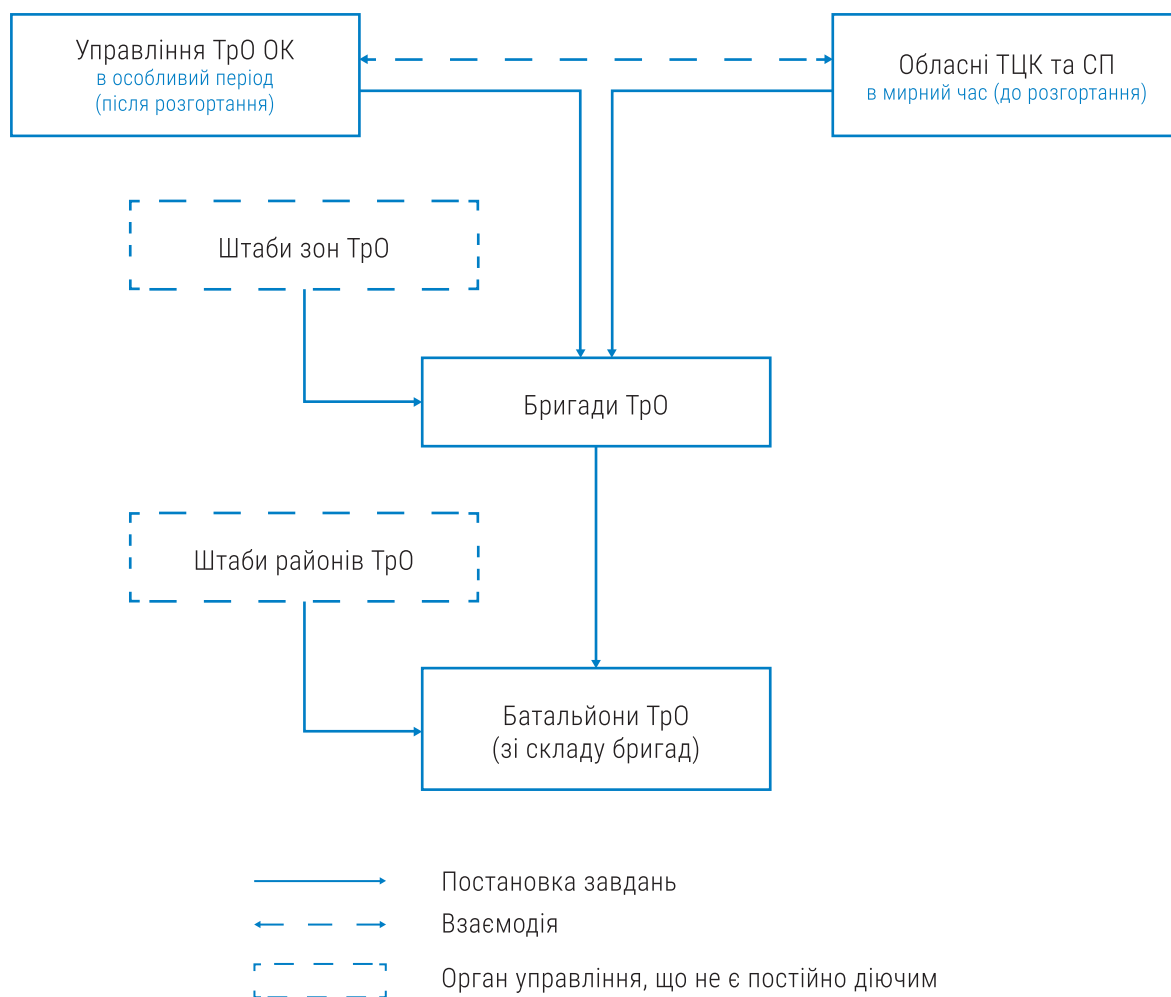 Управління ТрО ОК
в особливий період
(після розгортання)
Обласні ТЦК та СП
в мирний час (до розгортання)
Штаби зон ТрО
Бригади ТрО
Штаби районів ТрО
Батальйони ТрО
(зі складу бригад)
Постановка завдань
Взаємодія
Орган управління, що не є постійно діючим